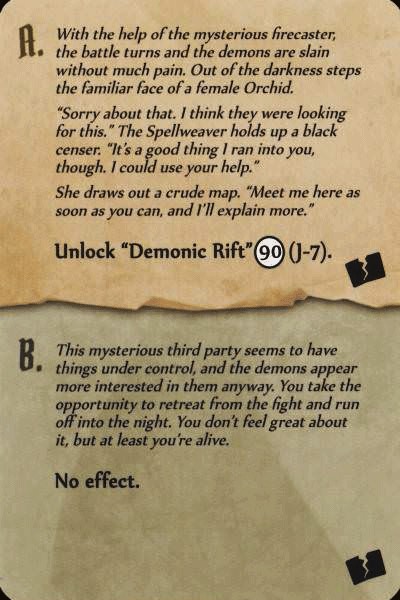 A. With the help of the mysterious firecaster,
the battle turns and the demons are slain
without much pain. Out of the darkness steps
the familiar face of a female Orchid.
“Sorry about that. I think they were looking
for this.” The Spellweaver holds up a black
censer. “It’s a good thing I ran into you,
though. I could use your help.”
She draws out a crude map. “Meet me here as
soon as you can, and I’ll explain more.”
Unlock “Demonic Rift” 90 (J-7).
B. This mysterious third party seems to have
things under control, and the demons appear
more interested in them anyway. You take the
opportunity to retreat from the fight and run
off into the night. You don’t feel great about
it, but at least you’re alive.
No effect.